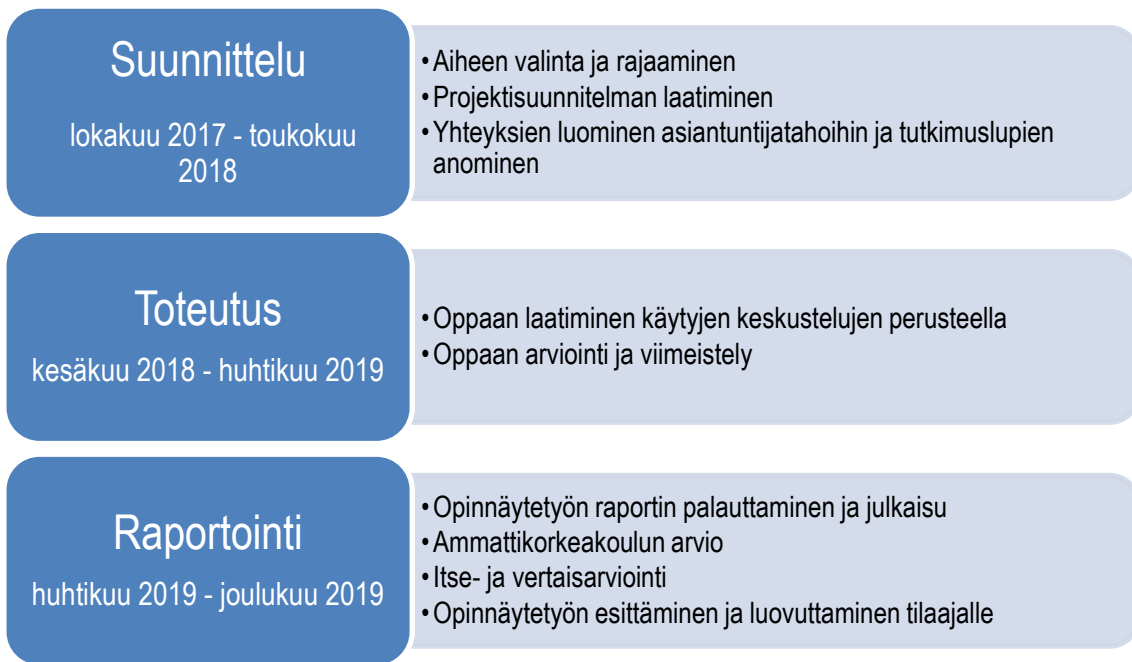 Suunnittelu
lokakuu 2017 - toukokuu
2018
• Aiheen valinta ja rajaaminen
• Projektisuunnitelman laatiminen
• Yhteyksien luominen asiantuntijatahoihin ja tutkimuslupien
anominen
Toteutus
kesäkuu 2018 - huhtikuu 2019
• Oppaan laatiminen käytyjen keskustelujen perusteella
• Oppaan arviointi ja viimeistely
Raportointi
huhtikuu 2019 - joulukuu 2019
• Opinnäytetyön raportin palauttaminen ja julkaisu
• Ammattikorkeakoulun arvio
• Itse- ja vertaisarviointi
• Opinnäytetyön esittäminen ja luovuttaminen tilaajalle